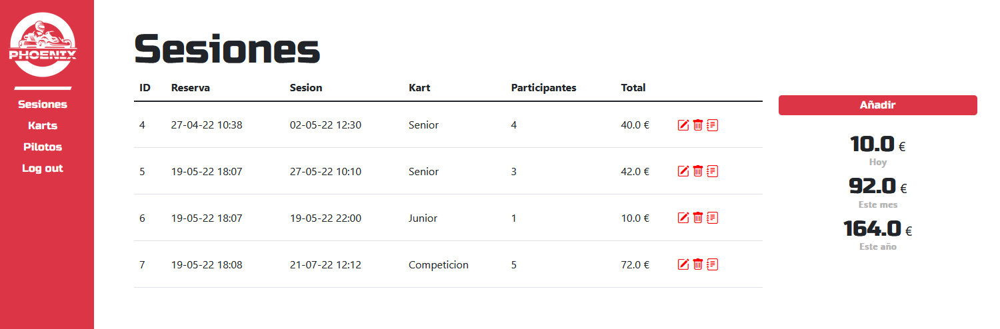 PHOENIX
Sesiones
Karts
Pilotos
Log out
Sesiones
ID Reserva Sesion Kart Participantes Total
4 27-04-22 10:38 02-05-22 12:30 Senior 4 40.0 €
5 19-05-22 18:07 27-05-22 10:10 Senior 3 42.0 €
6 19-05-22 18:07 19-05-22 22:00 Junior 1 10.0 €
7 19-05-22 18:08 21-07-22 12:12 Competicion 5 72.0 €
Añadir
10.0 €
Hoy
92.0 €
Este mes
164.0 €
Este año